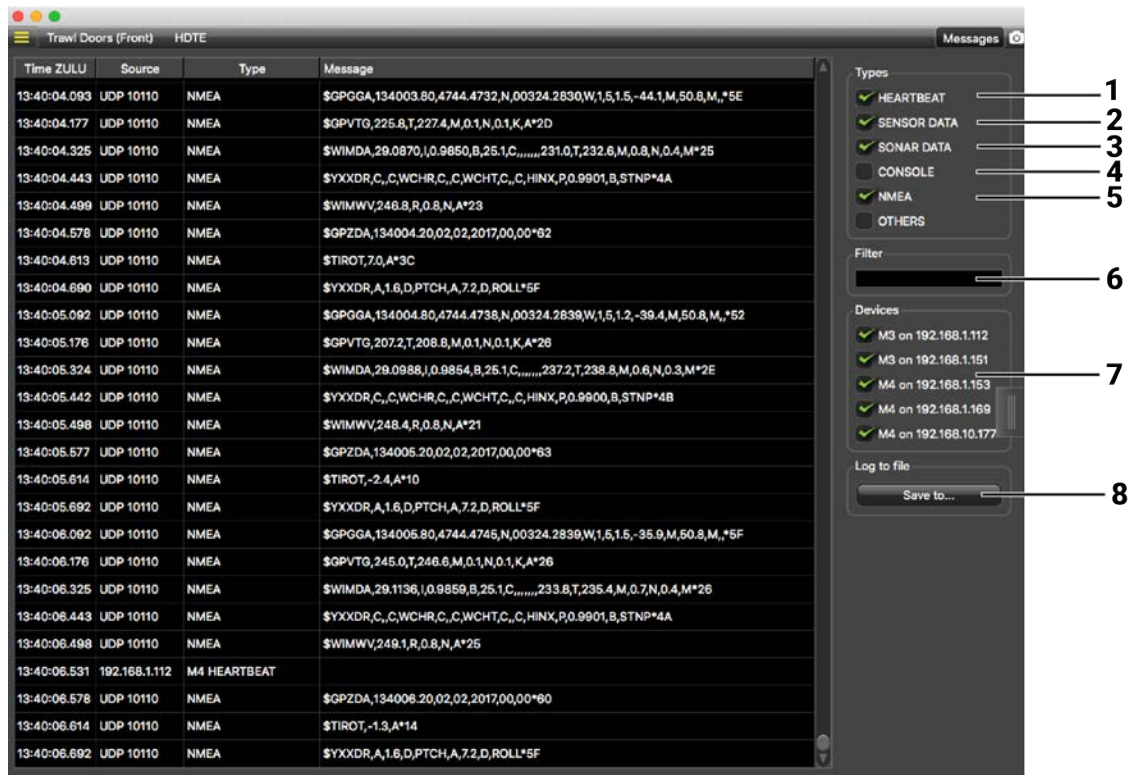 Trawl Doors (Front) HDTE Messages
Time ZULU Source Type Message
13:40:04.093 UDP 10110 NMEA $GPGGA,134003.80,4744.4732,N,00324.2830,W,1,5,1.5,-44.1,M,50.8,M,,*5E
13:40:04.177 UDP 10110 NMEA $GPVTG,225.8,T,227.4,M,0.1,N,0.1,K,A*2D
13:40:04.325 UDP 10110 NMEA $WIMDA,29.0870,I,0.9850,B,25.1,C,,,,,,,231.0,T,232.6,M,0.8,N,0.4,M*25
13:40:04.443 UDP 10110 NMEA $YXXDR,C,,C,WCHR,C,,C,WCHT,C,,C,HINX,P,0.9901,B,STNP*4A
13:40:04.499 UDP 10110 NMEA $WIMWV,246.8,R,0.8,N,A*23
13:40:04.578 UDP 10110 NMEA $GPZDA,134004.20,02,02,2017,00,00*62
13:40:04.613 UDP 10110 NMEA $TIROT,7.0,A*3C
13:40:04.690 UDP 10110 NMEA $YXXDR,A,1.6,D,PTCH,A,7.2,D,ROLL*5F
13:40:05.092 UDP 10110 NMEA $GPGGA,134004.80,4744.4738,N,00324.2839,W,1,5,1.2,-39.4,M,50.8,M,,*52
13:40:05.176 UDP 10110 NMEA $GPVTG,207.2,T,208.8,M,0.1,N,0.1,K,A*26
13:40:05.324 UDP 10110 NMEA $WIMDA,29.0988,I,0.9854,B,25.1,C,,,,,,,237.2,T,238.8,M,0.6,N,0.3,M*2E
13:40:05.442 UDP 10110 NMEA $YXXDR,C,,C,WCHR,C,,C,WCHT,C,,C,HINX,P,0.9900,B,STNP*4B
13:40:05.498 UDP 10110 NMEA $WIMWV,248.4,R,0.8,N,A*21
13:40:05.577 UDP 10110 NMEA $GPZDA,134005.20,02,02,2017,00,00*63
13:40:05.614 UDP 10110 NMEA $TIROT,-2.4,A*10
13:40:05.692 UDP 10110 NMEA $YXXDR,A,1.6,D,PTCH,A,7.2,D,ROLL*5F
13:40:06.092 UDP 10110 NMEA $GPGGA,134005.80,4744.4745,N,00324.2839,W,1,5,1.5,-35.9,M,50.8,M,,*5F
13:40:06.176 UDP 10110 NMEA $GPVTG,245.0,T,246.6,M,0.1,N,0.1,K,A*26
13:40:06.325 UDP 10110 NMEA $WIMDA,29.1136,I,0.9859,B,25.1,C,,,,,,,233.8,T,235.4,M,0.7,N,0.4,M*26
13:40:06.443 UDP 10110 NMEA $YXXDR,C,,C,WCHR,C,,C,WCHT,C,,C,HINX,P,0.9901,B,STNP*4A
13:40:06.498 UDP 10110 NMEA $WIMWV,249.1,R,0.8,N,A*25
13:40:06.531 192.168.1.112 M4 HEARTBEAT
13:40:06.578 UDP 10110 NMEA $GPZDA,134006.20,02,02,2017,00,00*60
13:40:06.614 UDP 10110 NMEA $TIROT,-1.3,A*14
13:40:06.692 UDP 10110 NMEA $YXXDR,A,1.6,D,PTCH,A,7.2,D,ROLL*5F
Types
HEARTBEAT 1
SENSOR DATA 2
SONAR DATA 3
CONSOLE 4
NMEA 5
OTHERS
Filter
6
Devices
M3 on 192.168.1.112
M3 on 192.168.1.151
7
M4 on 192.168.1.153
M4 on 192.168.1.169
M4 on 192.168.10.177
Log to file
Save to... 8